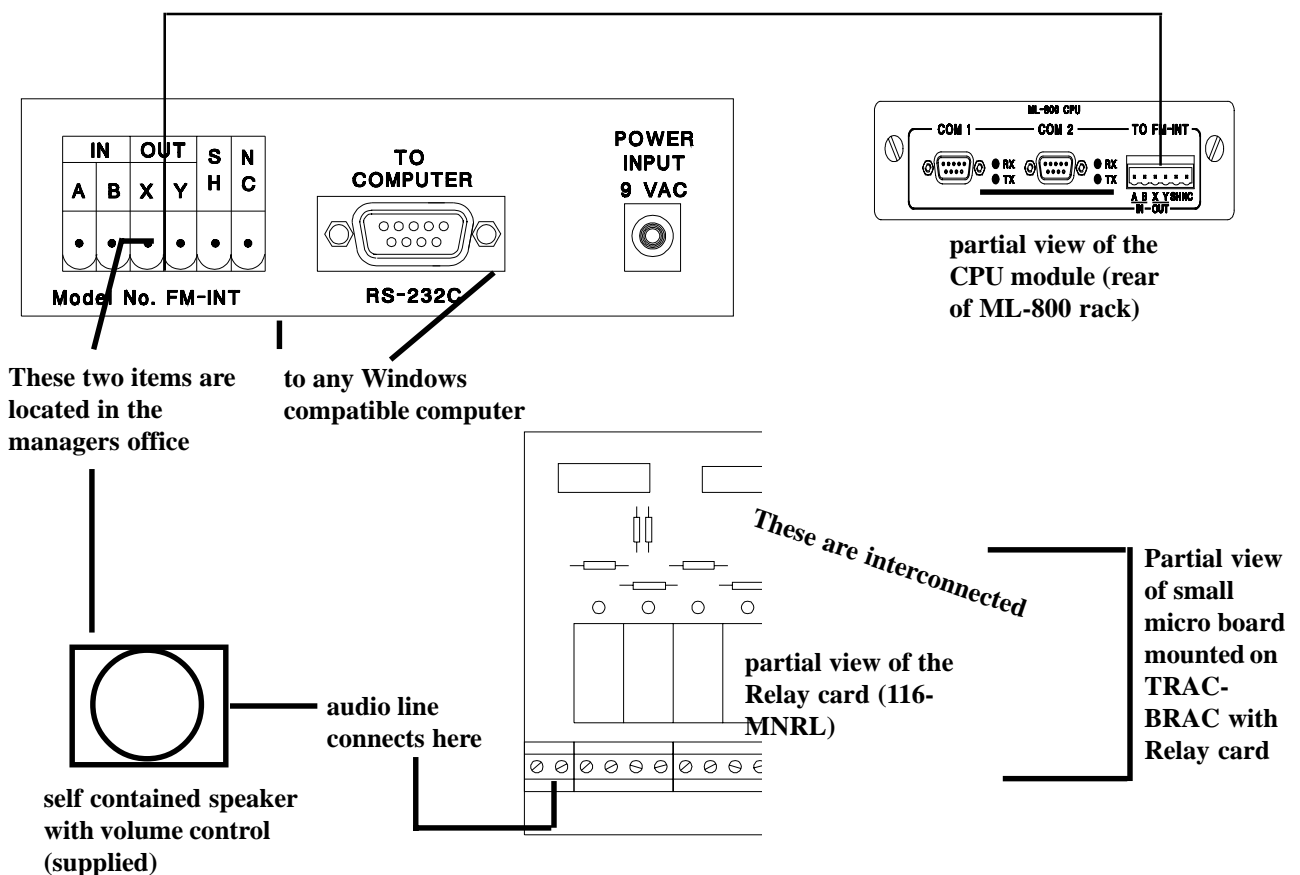 IN OUT S H N C
A B X Y
Model No. FM-INT
TO
COMPUTER
RS-232C
POWER
INPUT
9 VAC
ML-800 CPU
COM 1 COM 2 TO FM-INT
RX RX
TX TX
A B X Y SH NC
IN-OUT
partial view of the
CPU module (rear
of ML-800 rack)
These two items are
located in the
managers office
to any Windows
compatible computer
These are interconnected
Partial view
of small
micro board
mounted on
TRAC-
BRAC with
Relay card
partial view of the
Relay card (116-
MNRL)
audio line
connects here
self contained speaker
with volume control
(supplied)